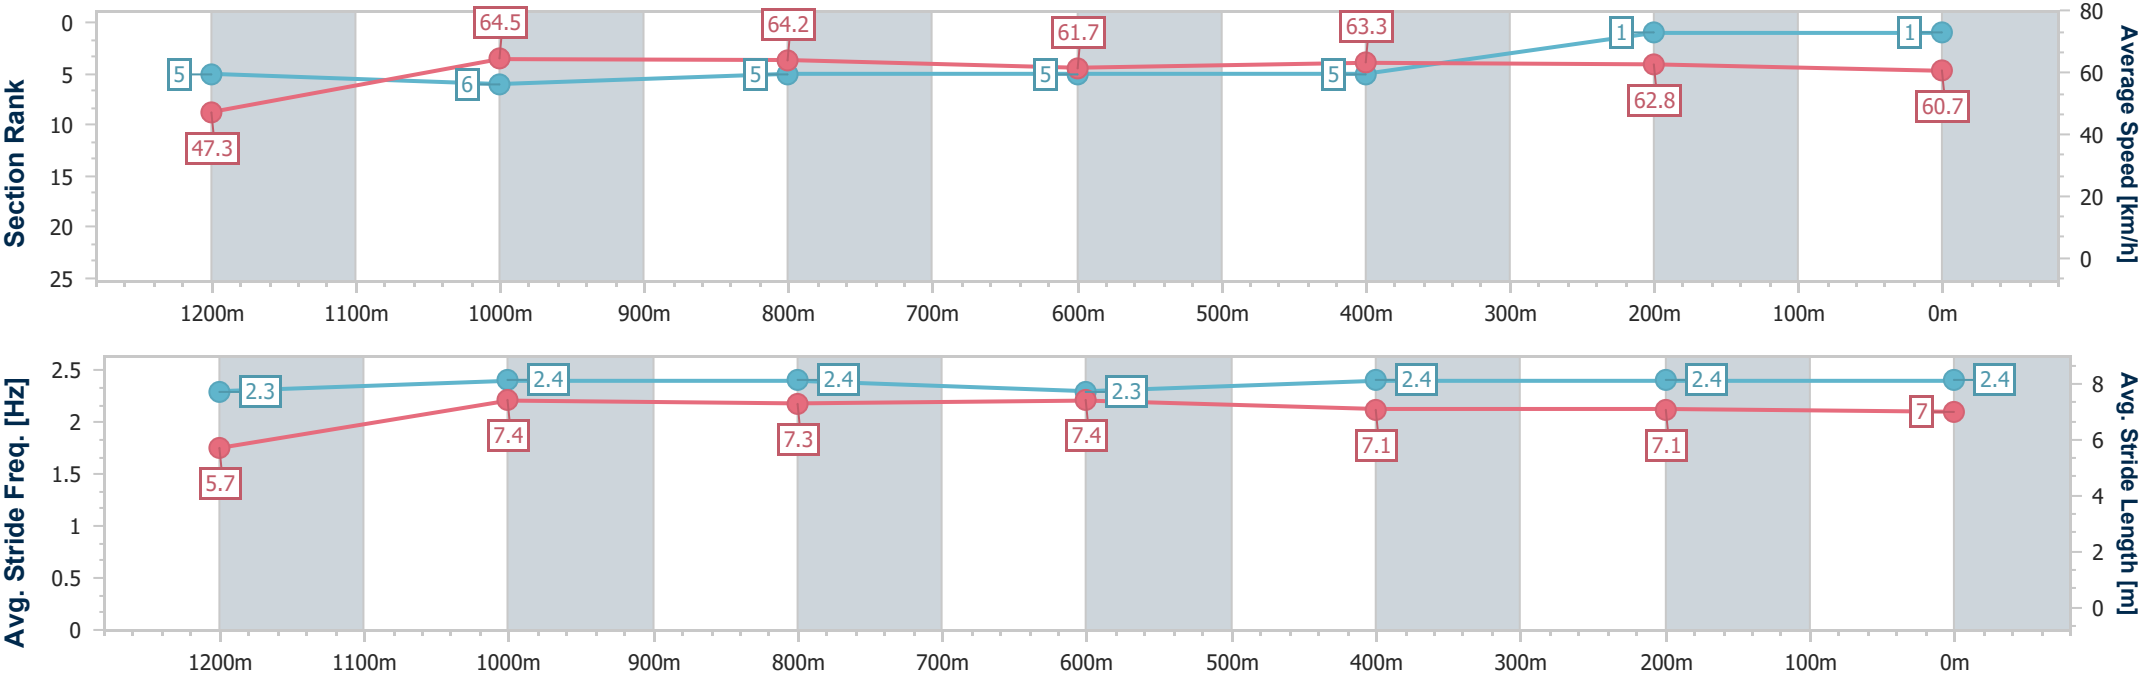 Section Rank
0
5
10
15
20
25
Average Speed [km/h]
80
60
40
20
0
5
6
5
5
5
1
1
47.3
64.5
64.2
61.7
63.3
62.8
60.7
1200m
1100m
1000m
900m
800m
700m
600m
500m
400m
300m
200m
100m
0m
Avg. Stride Freq. [Hz]
2.5
2
1.5
1
0.5
0
Avg. Stride Length [m]
8
6
4
2
0
2.3
2.4
2.4
2.3
2.4
2.4
2.4
5.7
7.4
7.3
7.4
7.1
7.1
7
1200m
1100m
1000m
900m
800m
700m
600m
500m
400m
300m
200m
100m
0m